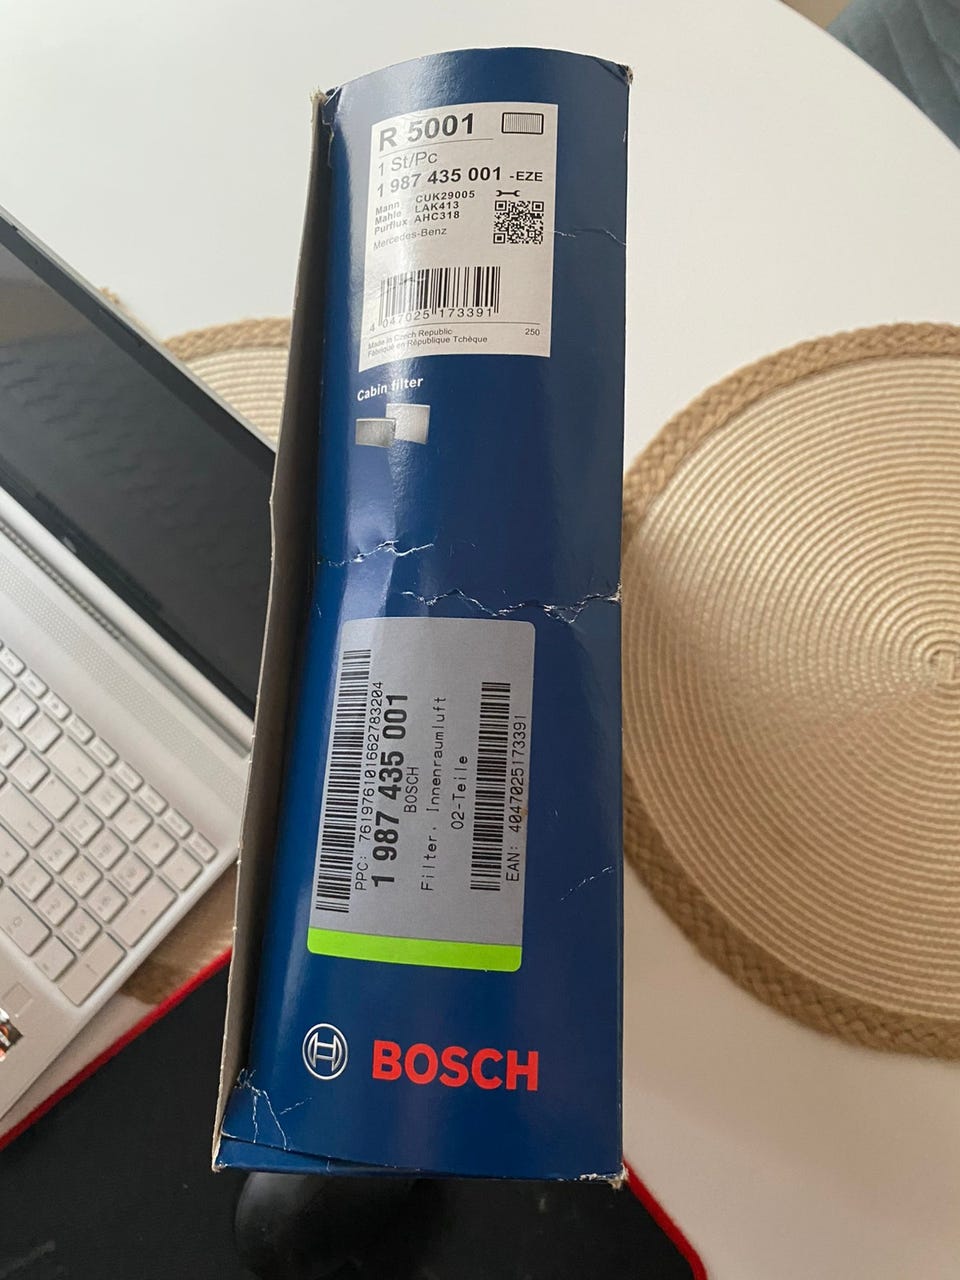 R 5001
1 St/Pc
1 987 435 001 -EZE
Mann CUK29005
Mahle LAK413
Purflux AHC318
Mercedes-Benz
4 047025 173391
Made in Czech Republic
Fabriqué en République Tchèque
250
Cabin filter
PPC: 761976101662783204
1 987 435 001
BOSCH
Filter, Innenraumluft
02-Teile
EAN: 4047025173391
BOSCH